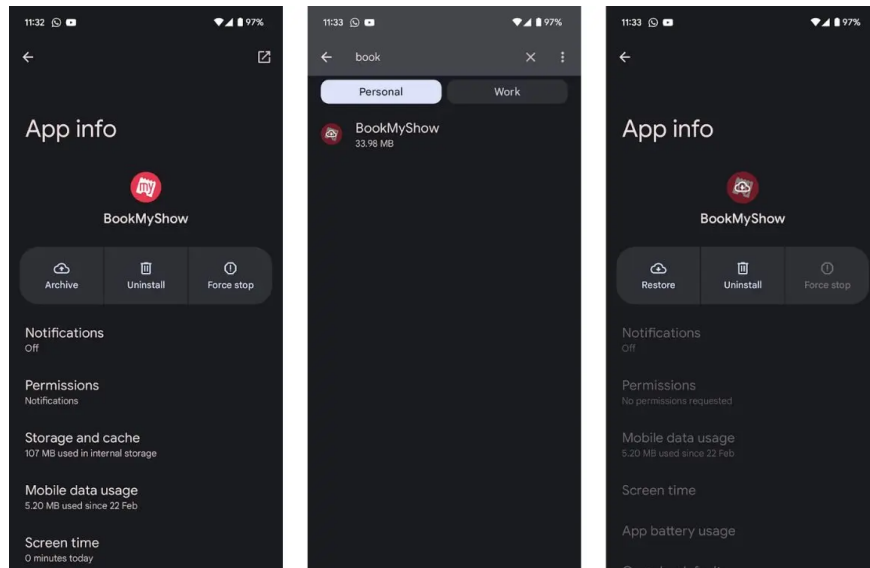 11:32
97%
App info
my
BookMyShow
Archive
Uninstall
Force stop
Notifications
Off
Permissions
Notifications
Storage and cache
107 MB used in internal storage
Mobile data usage
5.20 MB used since 22 Feb
Screen time
0 minutes today
11:33
97%
book
Personal
Work
BookMyShow
33.98 MB
11:33
97%
App info
BookMyShow
Restore
Uninstall
Force stop
Notifications
Off
Permissions
No permissions requested
Mobile data usage
5.20 MB used since 22 Feb
Screen time
App battery usage